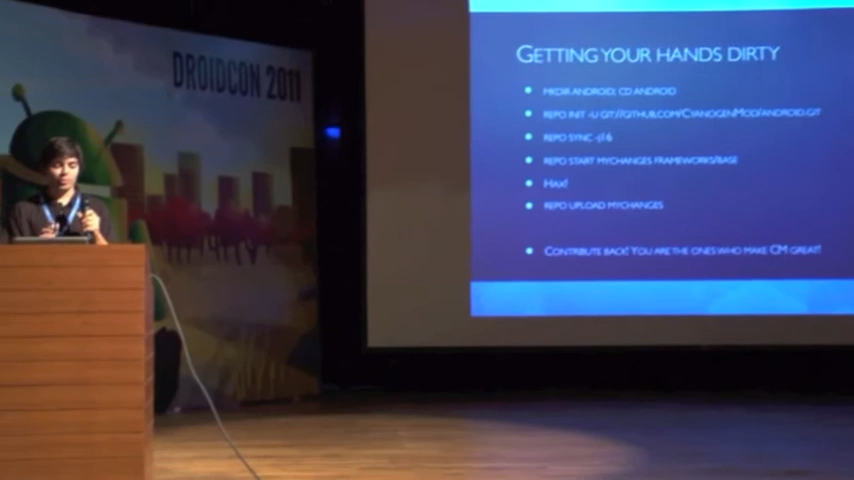 DROIDCON 2011
GETTING YOUR HANDS DIRTY
MKDIR ANDROID; CD ANDROID
REPO INIT -U GIT://GITHUB.COM/CYANOGENMOD/ANDROID.GIT
REPO SYNC -J16
REPO START MYCHANGES FRAMEWORKS/BASE
HAX!
REPO UPLOAD MYCHANGES
CONTRIBUTE BACK! YOU ARE THE ONES WHO MAKE CM GREAT!